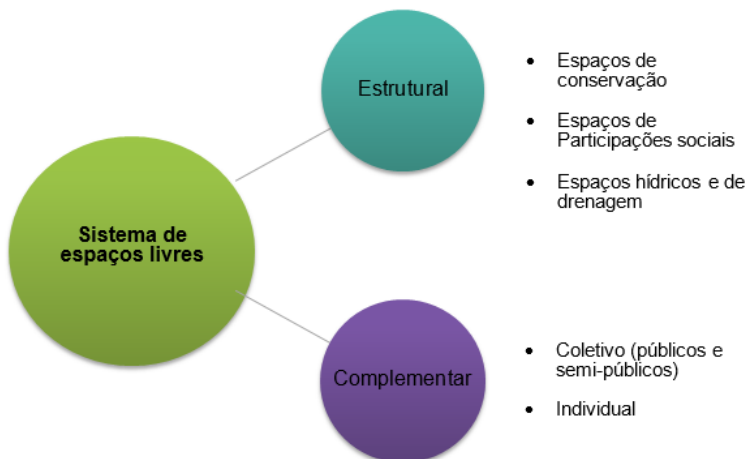 Sistema de
espaços livres
Estrutural
• Espaços de
conservação
• Espaços de
Participações sociais
• Espaços hídricos e de
drenagem
Complementar
• Coletivo (públicos e
semi-públicos)
• Individual